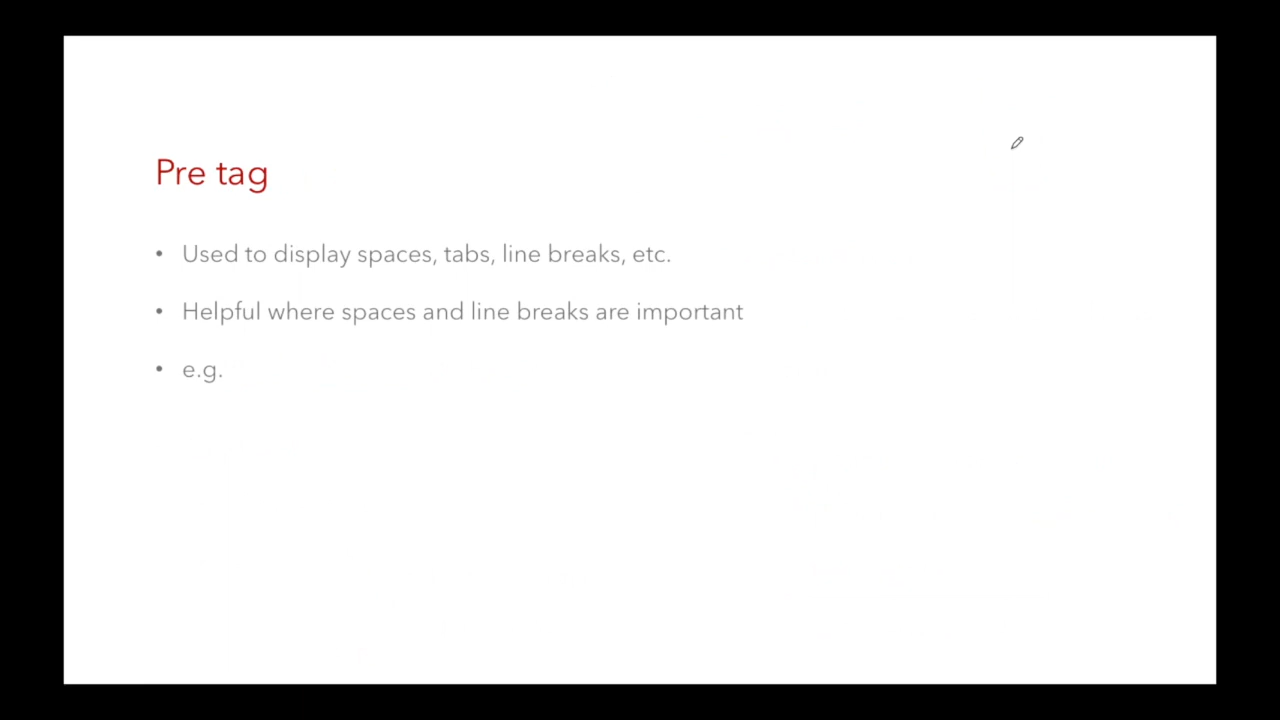 Pre tag
• Used to display spaces, tabs, line breaks, etc.
• Helpful where spaces and line breaks are important
• e.g.